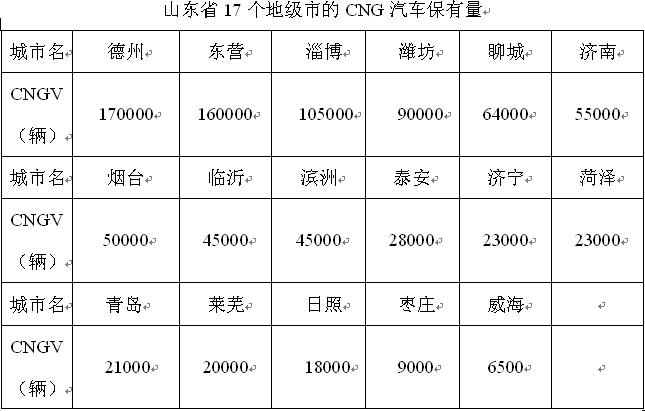 山东省 17 个地级市的 CNG 汽车保有量
城市名 德州 东营 淄博 潍坊 聊城 济南
CNGV
（辆） 170000 160000 105000 90000 64000 55000
城市名 烟台 临沂 滨洲 泰安 济宁 菏泽
CNGV
（辆） 50000 45000 45000 28000 23000 23000
城市名 青岛 莱芜 日照 枣庄 威海
CNGV
（辆） 21000 20000 18000 9000 6500